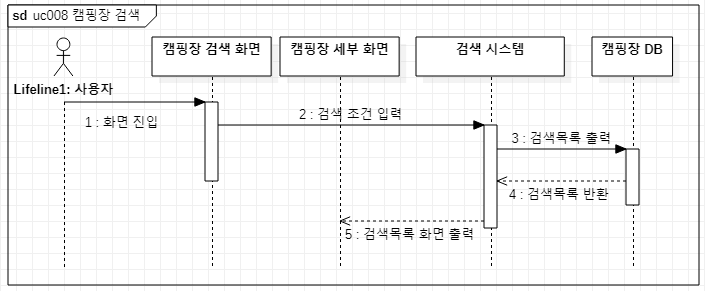 sd uc008 캠핑장 검색
캠핑장 검색 화면
캠핑장 세부 화면
검색 시스템
캠핑장 DB
Lifeline1: 사용자
1 : 화면 진입
2 : 검색 조건 입력
3 : 검색목록 출력
4 : 검색목록 반환
5 : 검색목록 화면 출력